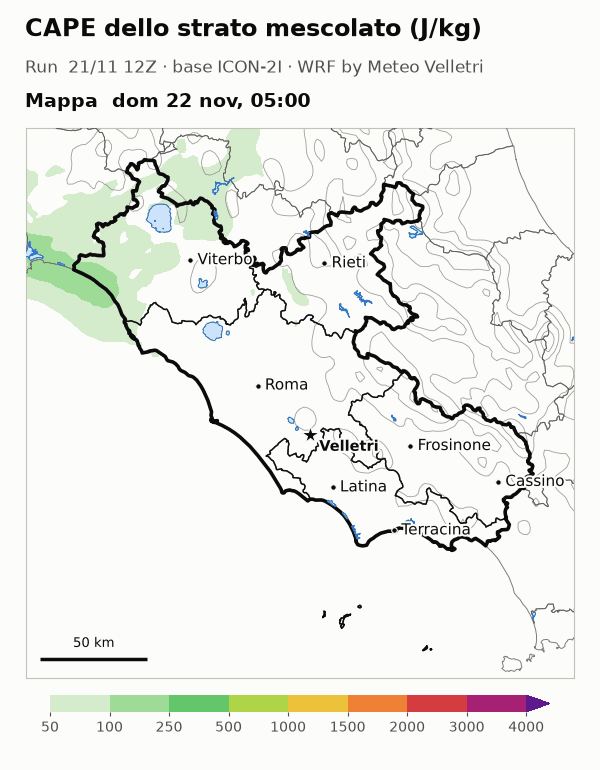 CAPE dello strato mescolato (J/kg)
Run  21/11 12Z · base ICON-2I · WRF by Meteo Velletri
Mappa  dom 22 nov, 05:00
Viterbo
Rieti
Roma
Velletri
Frosinone
Latina
Cassino
Terracina
50 km
50 100 250 500 1000 1500 2000 3000 4000